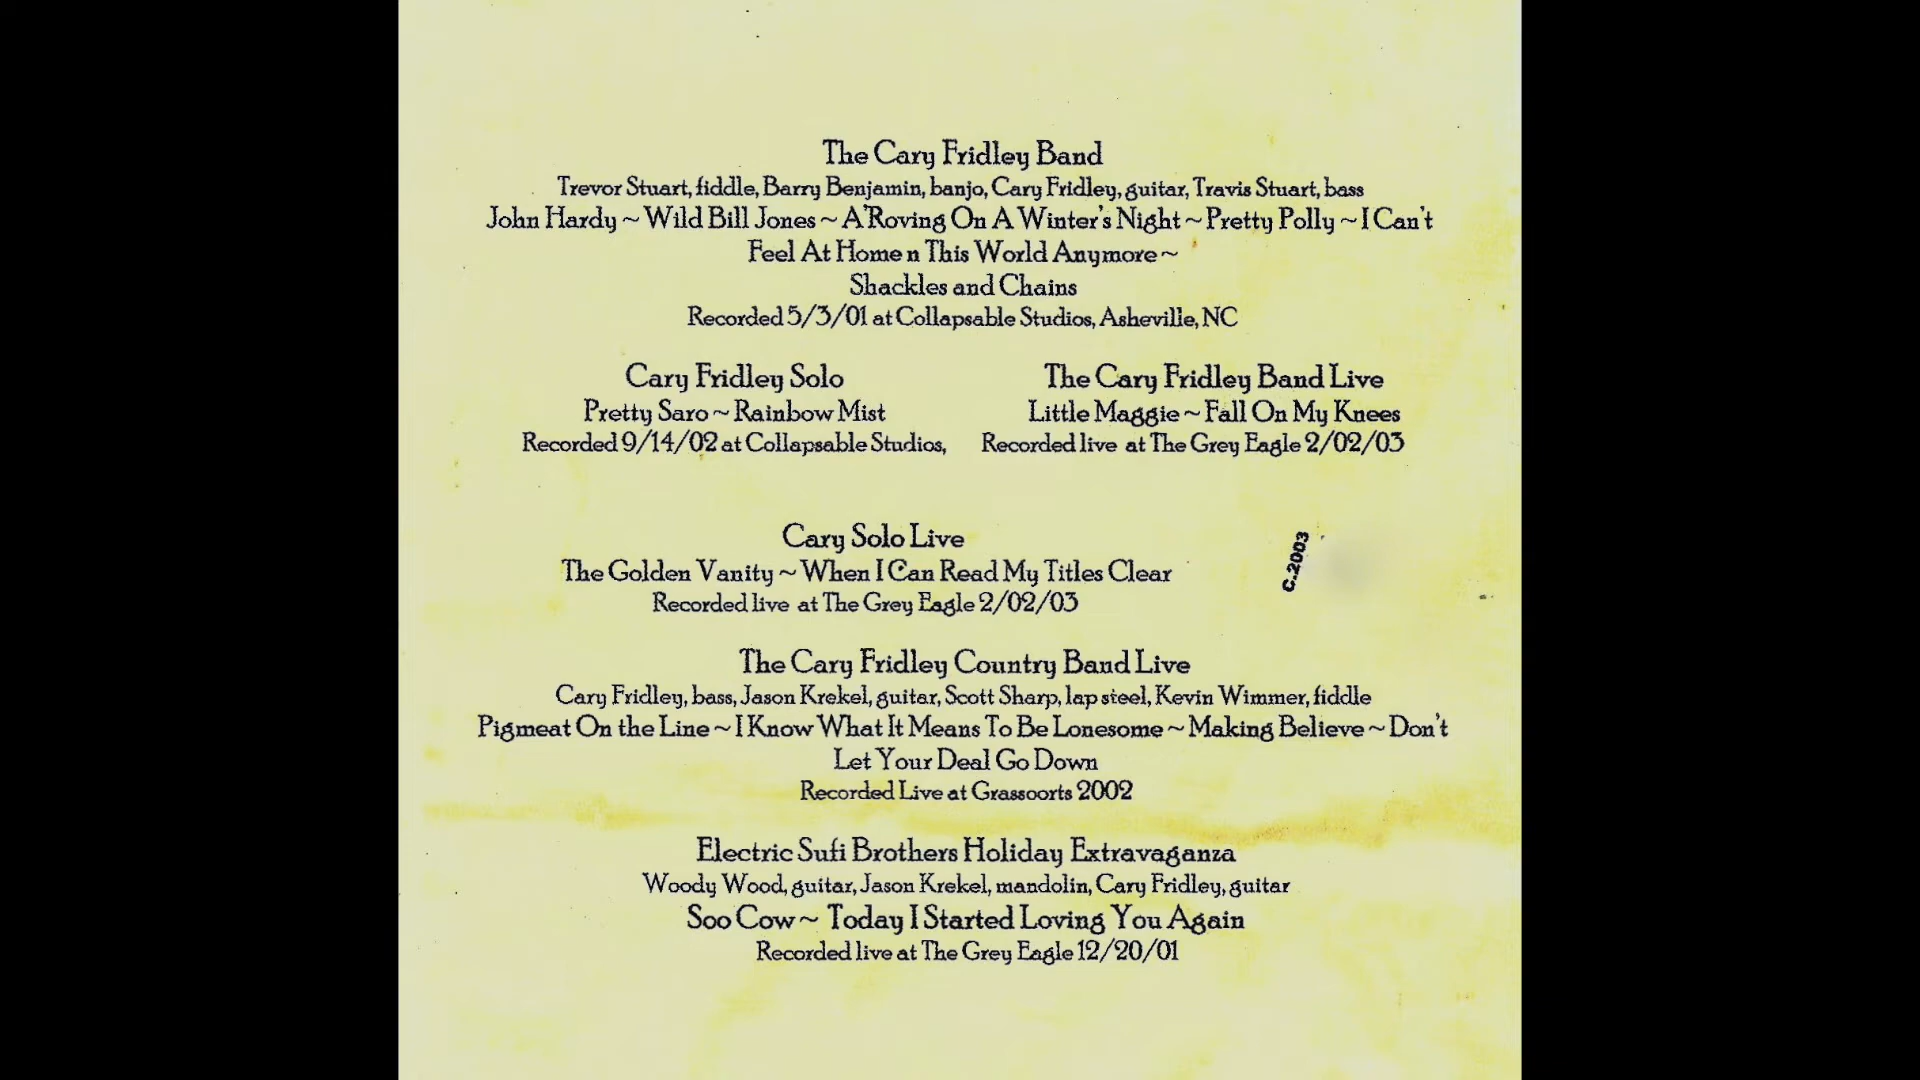 The Cary Fridley Band
Trevor Stuart, fiddle, Barry Benjamin, banjo, Cary Fridley, guitar, Travis Stuart, bass
John Hardy ~ Wild Bill Jones ~ A'Roving On A Winter's Night ~ Pretty Polly ~ I Can't
Feel At Home n This World Anymore ~
Shackles and Chains
Recorded 5/3/01 at Collapsable Studios, Asheville, NC
Cary Fridley Solo
Pretty Saro ~ Rainbow Mist
Recorded 9/14/02 at Collapsable Studios,
The Cary Fridley Band Live
Little Maggie ~ Fall On My Knees
Recorded live at The Grey Eagle 2/02/03
Cary Solo Live
The Golden Vanity ~ When I Can Read My Titles Clear
Recorded live at The Grey Eagle 2/02/03
C.2003
The Cary Fridley Country Band Live
Cary Fridley, bass, Jason Krekel, guitar, Scott Sharp, lap steel, Kevin Wimmer, fiddle
Pigmeat On the Line ~ I Know What It Means To Be Lonesome ~ Making Believe ~ Don't
Let Your Deal Go Down
Recorded Live at Grassoorts 2002
Electric Sufi Brothers Holiday Extravaganza
Woody Wood, guitar, Jason Krekel, mandolin, Cary Fridley, guitar
Soo Cow ~ Today I Started Loving You Again
Recorded live at The Grey Eagle 12/20/01